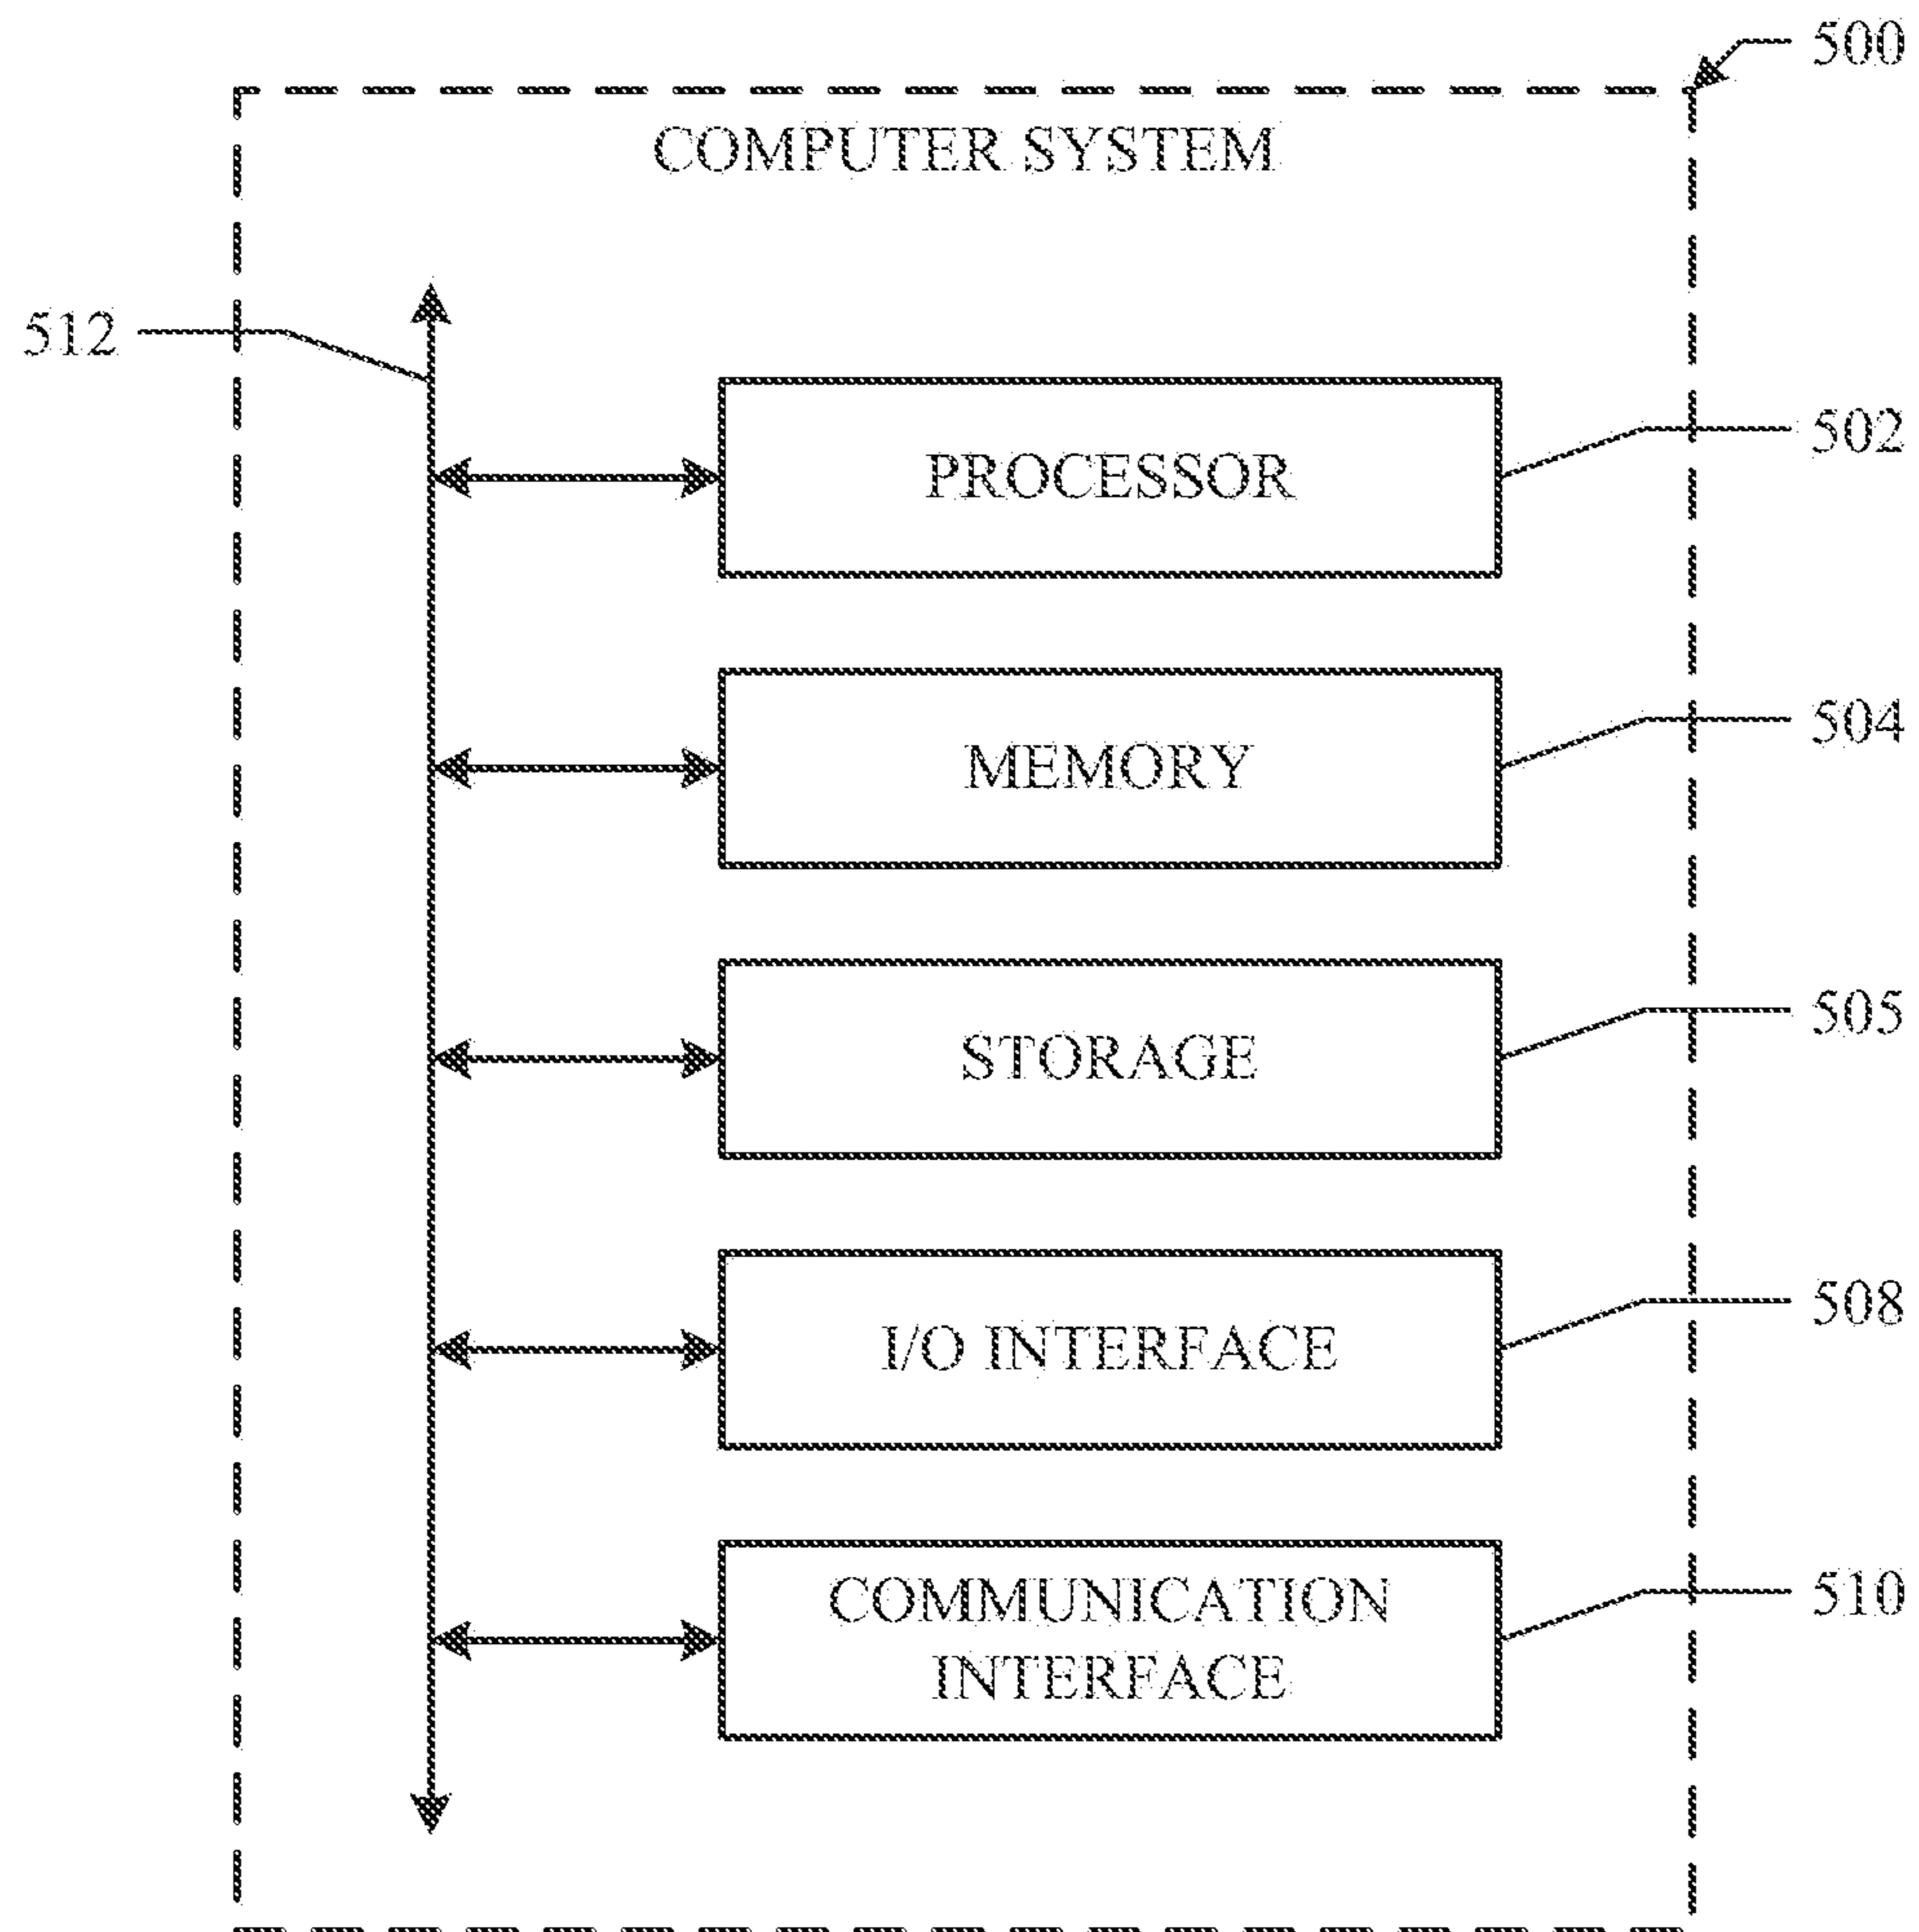 500
COMPUTER SYSTEM
512
PROCESSOR
502
MEMORY
504
STORAGE
505
I/O INTERFACE
508
COMMUNICATION
INTERFACE
510